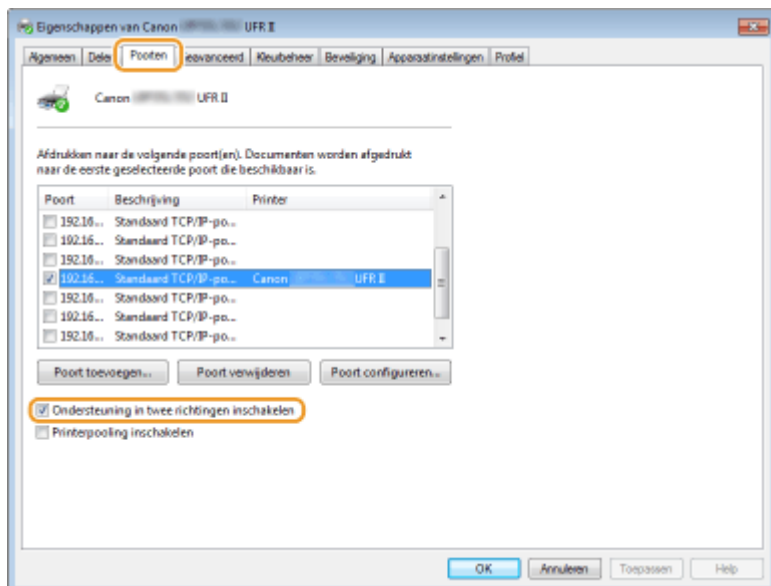 Eigenschappen van Canon UFR II
Algemeen Delen Poorten Geavanceerd Kleurbeheer Beveiliging Apparaatinstellingen Profiel
Canon UFR II
Afdrukken naar de volgende poort(en). Documenten worden afgedrukt
naar de eerste geselecteerde poort die beschikbaar is.
Poort Beschrijving Printer
192.16... Standaard TCP/IP-po...
192.16... Standaard TCP/IP-po...
192.16... Standaard TCP/IP-po...
192.16... Standaard TCP/IP-po... Canon UFR II
192.16... Standaard TCP/IP-po...
192.16... Standaard TCP/IP-po...
192.16... Standaard TCP/IP-po...
Poort toevoegen... Poort verwijderen Poort configureren...
Ondersteuning in twee richtingen inschakelen
Printerpooling inschakelen
OK Annuleren Toepassen Help